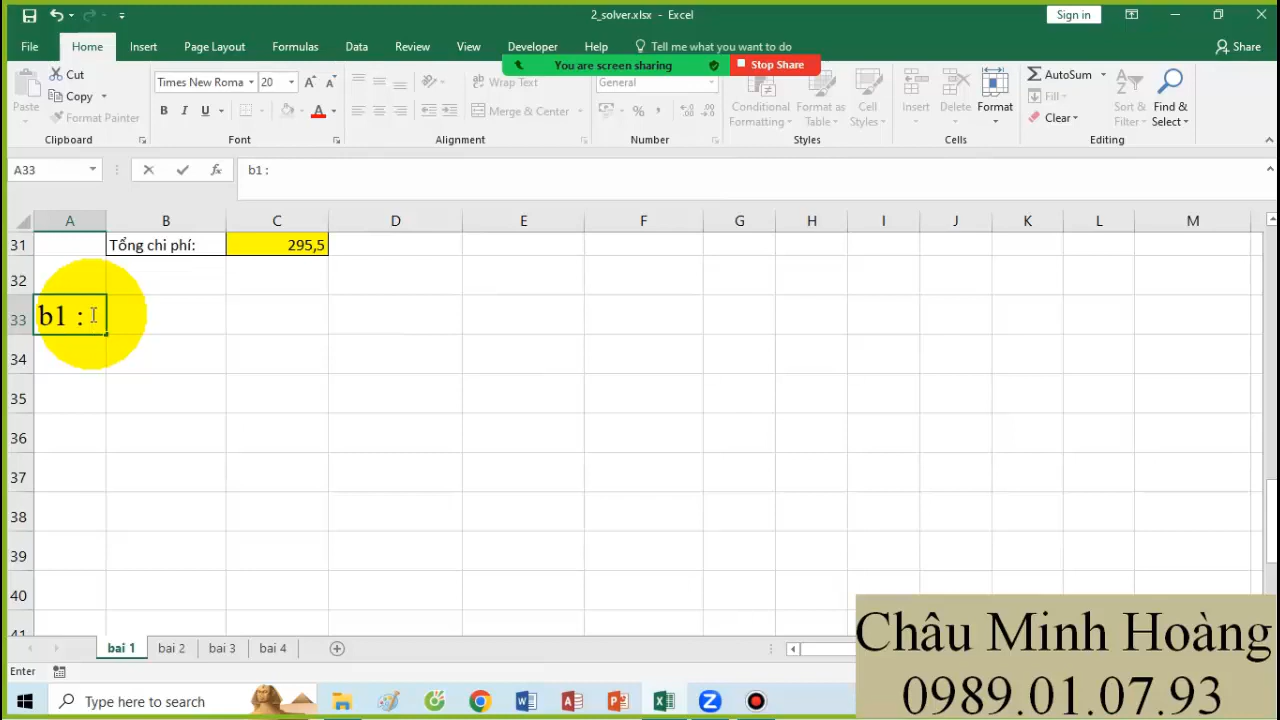 2_solver.xlsx - Excel
Sign in
File Home Insert Page Layout Formulas Data Review View Developer Help Tell me what you want to do Share
You are screen sharing Stop Share
Paste Cut Copy Format Painter
Times New Roma 20
B I U A
Wrap Text
Merge & Center
General
Conditional Formatting
Format as Table
Cell Styles
Insert Delete Format
AutoSum Fill Clear
Sort & Filter
Find & Select
Clipboard Font Alignment Number Styles Cells Editing
A33 fx b1 :
A B C D E F G H I J K L M
31 Tổng chi phí: 295,5
32
33 b1 :
34
35
36
37
38
39
40
41
bai 1 bai 2 bai 3 bai 4
Enter
Type here to search
Châu Minh Hoàng
0989.01.07.93